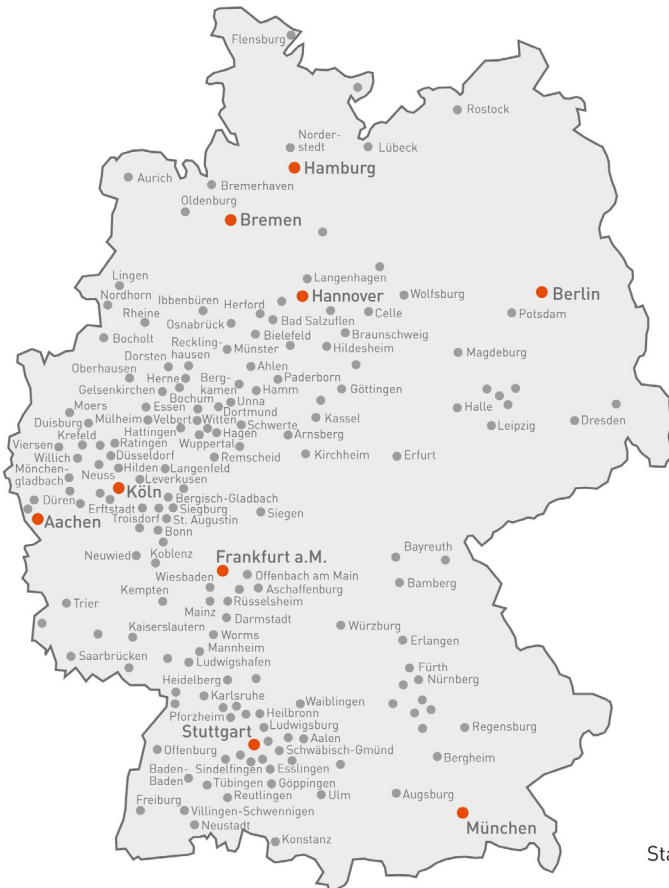 Flensburg
Rostock
Norder-
stedt
Lübeck
Hamburg
Aurich
Bremerhaven
Oldenburg
Bremen
Lingen
Langenhagen
Nordhorn
Ibbenbüren
Herford
Hannover
Wolfsburg
Berlin
Rheine
Osnabrück
Bad Salzuflen
Celle
Potsdam
Bocholt
Reckling-
hausen
Bielefeld
Braunschweig
Münster
Hildesheim
Magdeburg
Dorsten
Oberhausen
Ahlen
Herne
Berg-
kamen
Paderborn
Gelsenkirchen
Hamm
Göttingen
Bochum
Unna
Moers
Essen
Dortmund
Halle
Duisburg
Mülheim
Velbert
Witten
Kassel
Leipzig
Dresden
Krefeld
Hattingen
Hagen
Schwerte
Arnsberg
Viersen
Ratingen
Wuppertal
Willich
Düsseldorf
Remscheid
Kirchheim
Erfurt
Mönchen-
gladbach
Neuss
Hilden
Langenfeld
Leverkusen
Köln
Bergisch-Gladbach
Düren
Erftstadt
Siegburg
Aachen
Troisdorf
St. Augustin
Siegen
Bonn
Neuwied
Koblenz
Frankfurt a.M.
Bayreuth
Wiesbaden
Offenbach am Main
Kempten
Aschaffenburg
Bamberg
Trier
Mainz
Rüsselsheim
Darmstadt
Kaiserslautern
Worms
Würzburg
Erlangen
Mannheim
Saarbrücken
Ludwigshafen
Fürth
Heidelberg
Nürnberg
Karlsruhe
Waiblingen
Pforzheim
Heilbronn
Ludwigsburg
Regensburg
Stuttgart
Aalen
Offenburg
Schwäbisch-Gmünd
Bergheim
Baden-
Baden
Sindelfingen
Esslingen
Tübingen
Göppingen
Freiburg
Reutlingen
Ulm
Augsburg
Villingen-Schwennigen
München
Neustadt
Konstanz
Sta